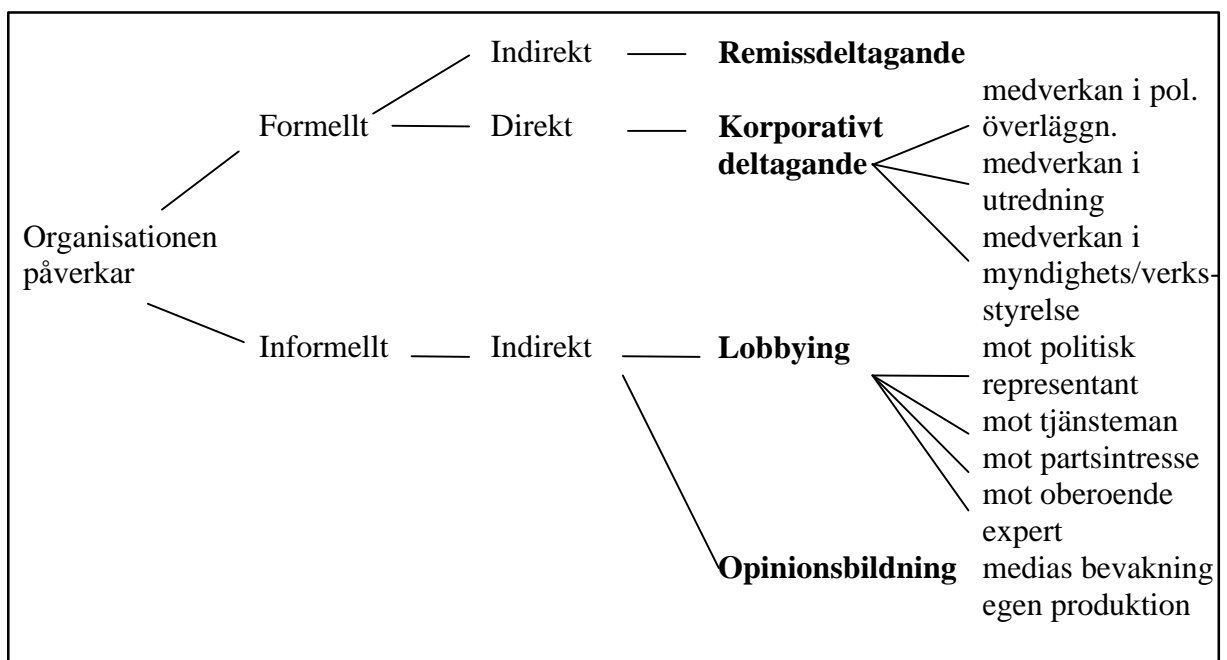 Indirekt
Remissdeltagande
medverkan i pol.
Formellt
Direkt
Korporativt
överläggn.
deltagande
medverkan i
utredning
Organisationen
medverkan i
påverkar
myndighets/verks-
styrelse
Informellt
Indirekt
Lobbying
mot politisk
representant
mot tjänsteman
mot partsintresse
mot oberoende
expert
Opinionsbildning
medias bevakning
egen produktion